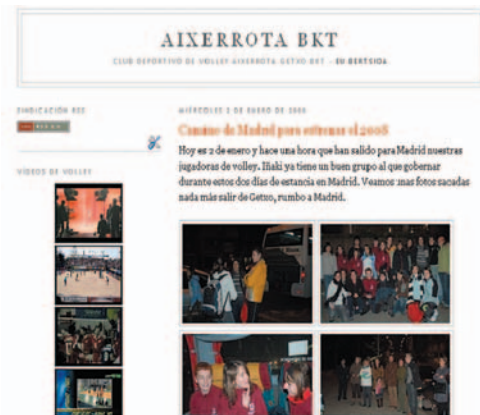 AIXERROTA BKT
CLUB DEPORTIVO DE VOLLEY AIXERROTA GETXO BKT - EU BERTSIOA
SINDICACIÓN RSS
VÍDEOS DE VOLLEY
MIÉRCOLES 2 DE ENERO DE 2008
Camino de Madrid para estrenar el 2008
Hoy es 2 de enero y hace una hora que han salido para Madrid nuestras
jugadoras de volley. Iñaki ya tiene un buen grupo al que gobernar
durante estos dos días de estancia en Madrid. Veamos unas fotos sacadas
nada más salir de Getxo, rumbo a Madrid.